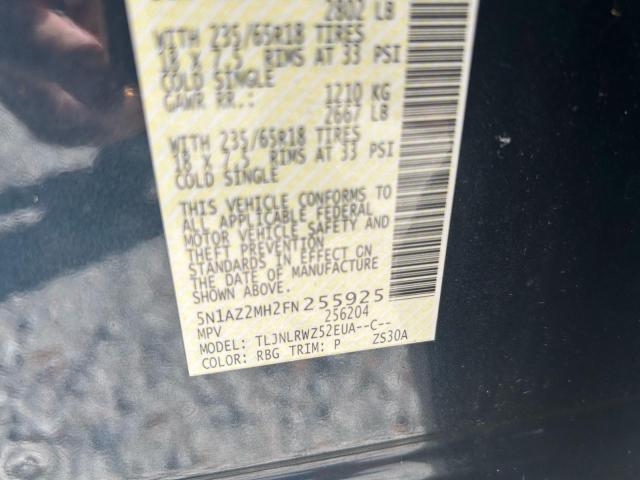 2802 LB
WITH 235/65R18 TIRES
18 X 7.5 RIMS AT 33 PSI
COLD SINGLE
GAWR RR.: 1210 KG
2667 LB
WITH 235/65R18 TIRES
18 X 7.5 RIMS AT 33 PSI
COLD SINGLE
THIS VEHICLE CONFORMS TO
ALL APPLICABLE FEDERAL
MOTOR VEHICLE SAFETY AND
THEFT PREVENTION
STANDARDS IN EFFECT ON
THE DATE OF MANUFACTURE
SHOWN ABOVE.
5N1AZ2MH2FN255925
MPV 256204
MODEL: TLJNLRWZ52EUA--C--
COLOR: RBG TRIM: P ZS30A